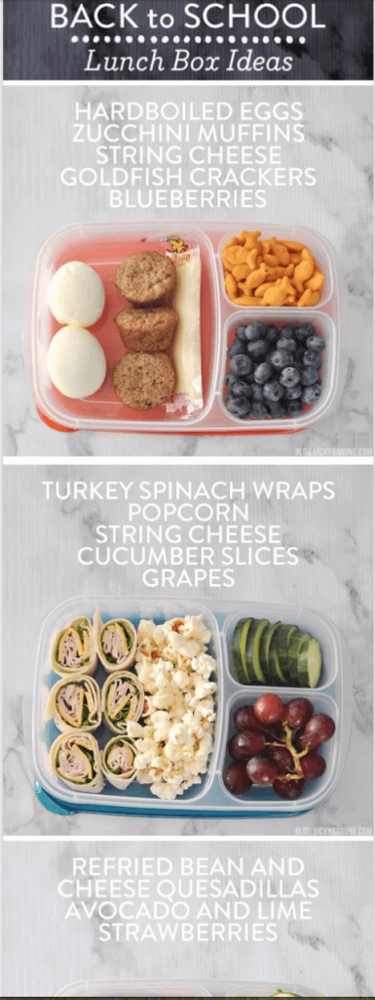 BACK to SCHOOL
Lunch Box Ideas
HARDBOILED EGGS
ZUCCHINI MUFFINS
STRING CHEESE
GOLDFISH CRACKERS
BLUEBERRIES
BLOG.VICKYBARONE.COM
TURKEY SPINACH WRAPS
POPCORN
STRING CHEESE
CUCUMBER SLICES
GRAPES
BLOG.VICKYBARONE.COM
REFRIED BEAN AND
CHEESE QUESADILLAS
AVOCADO AND LIME
STRAWBERRIES